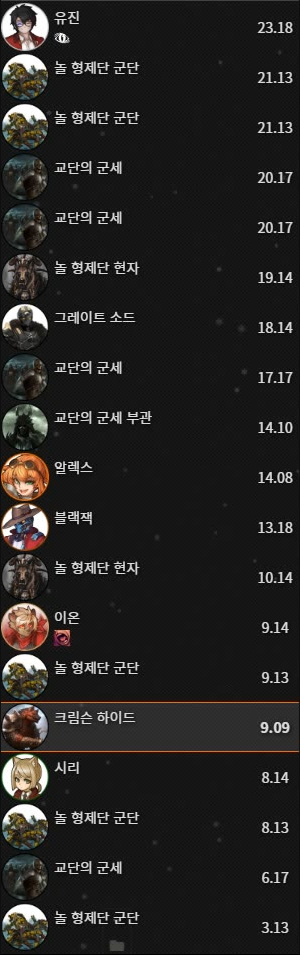 유진
23.18
놀 형제단 군단
21.13
놀 형제단 군단
21.13
교단의 군세
20.17
교단의 군세
20.17
놀 형제단 현자
19.14
그레이트 소드
18.14
교단의 군세
17.17
교단의 군세 부관
14.10
알렉스
14.08
블랙잭
13.18
놀 형제단 현자
10.14
이온
9.14
놀 형제단 군단
9.13
크림슨 하이드
9.09
시리
8.14
놀 형제단 군단
8.13
교단의 군세
6.17
놀 형제단 군단
3.13